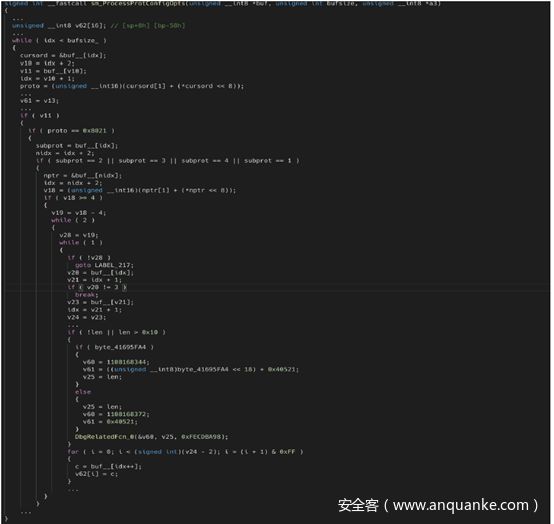 signed int __fastcall sm_ProcessProtConfigOpts(unsigned __int8 *buf, unsigned int bufsize, unsigned __int8 *a3)
{
...
unsigned __int8 v62[16]; // [sp+8h] [bp-58h]
...
while ( idx < bufsize_ )
{
cursord = &buf__[idx];
v10 = idx + 2;
v11 = buf__[v10];
idx = v10 + 1;
proto = (unsigned __int16)(cursord[1] + (*cursord << 8));
...
v61 = v13;
...
if ( v11 )
{
if ( proto == 0x8021 )
{
subprot = buf__[idx];
nidx = idx + 2;
if ( subprot == 2 || subprot == 3 || subprot == 4 || subprot == 1 )
{
nptr = &buf__[nidx];
idx = nidx + 2;
v18 = (unsigned __int16)(nptr[1] + (*nptr << 8));
if ( v18 >= 4 )
{
v19 = v18 - 4;
while ( 2 )
{
v28 = v19;
while ( 1 )
{
if ( !v28 )
goto LABEL_217;
v20 = buf__[idx];
v21 = idx + 1;
if ( v20 != 3 )
break;
v23 = buf__[v21];
idx = v21 + 1;
v24 = v23;
...
if ( !len || len > 0x10 )
{
if ( byte_41695FA4 )
{
v60 = 1108168344;
v61 = ((unsigned __int8)byte_41695FA4 << 18) + 0x40521;
v25 = len;
}
else
{
v25 = len;
v60 = 1108168372;
v61 = 0x40521;
}
DbgRelatedFcn_0(&v60, v25, 0xFECDBA98);
}
for ( i = 0; i < (signed int)(v24 - 2); i = (i + 1) & 0xFF )
{
c = buf__[idx++];
v62[i] = c;
}
...
}
}
...
}
安全客（www.anquanke.com）